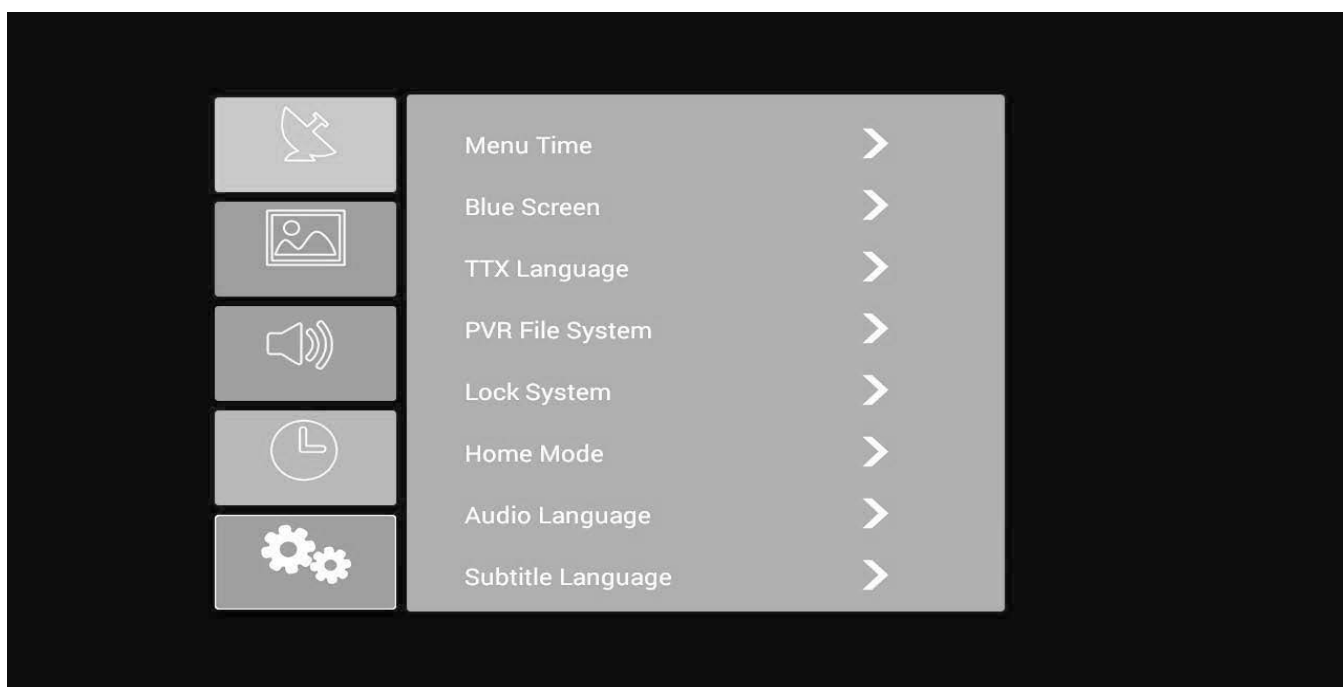 Menu Time
Blue Screen
TTX Language
PVR File System
Lock System
Home Mode
Audio Language
Subtitle Language